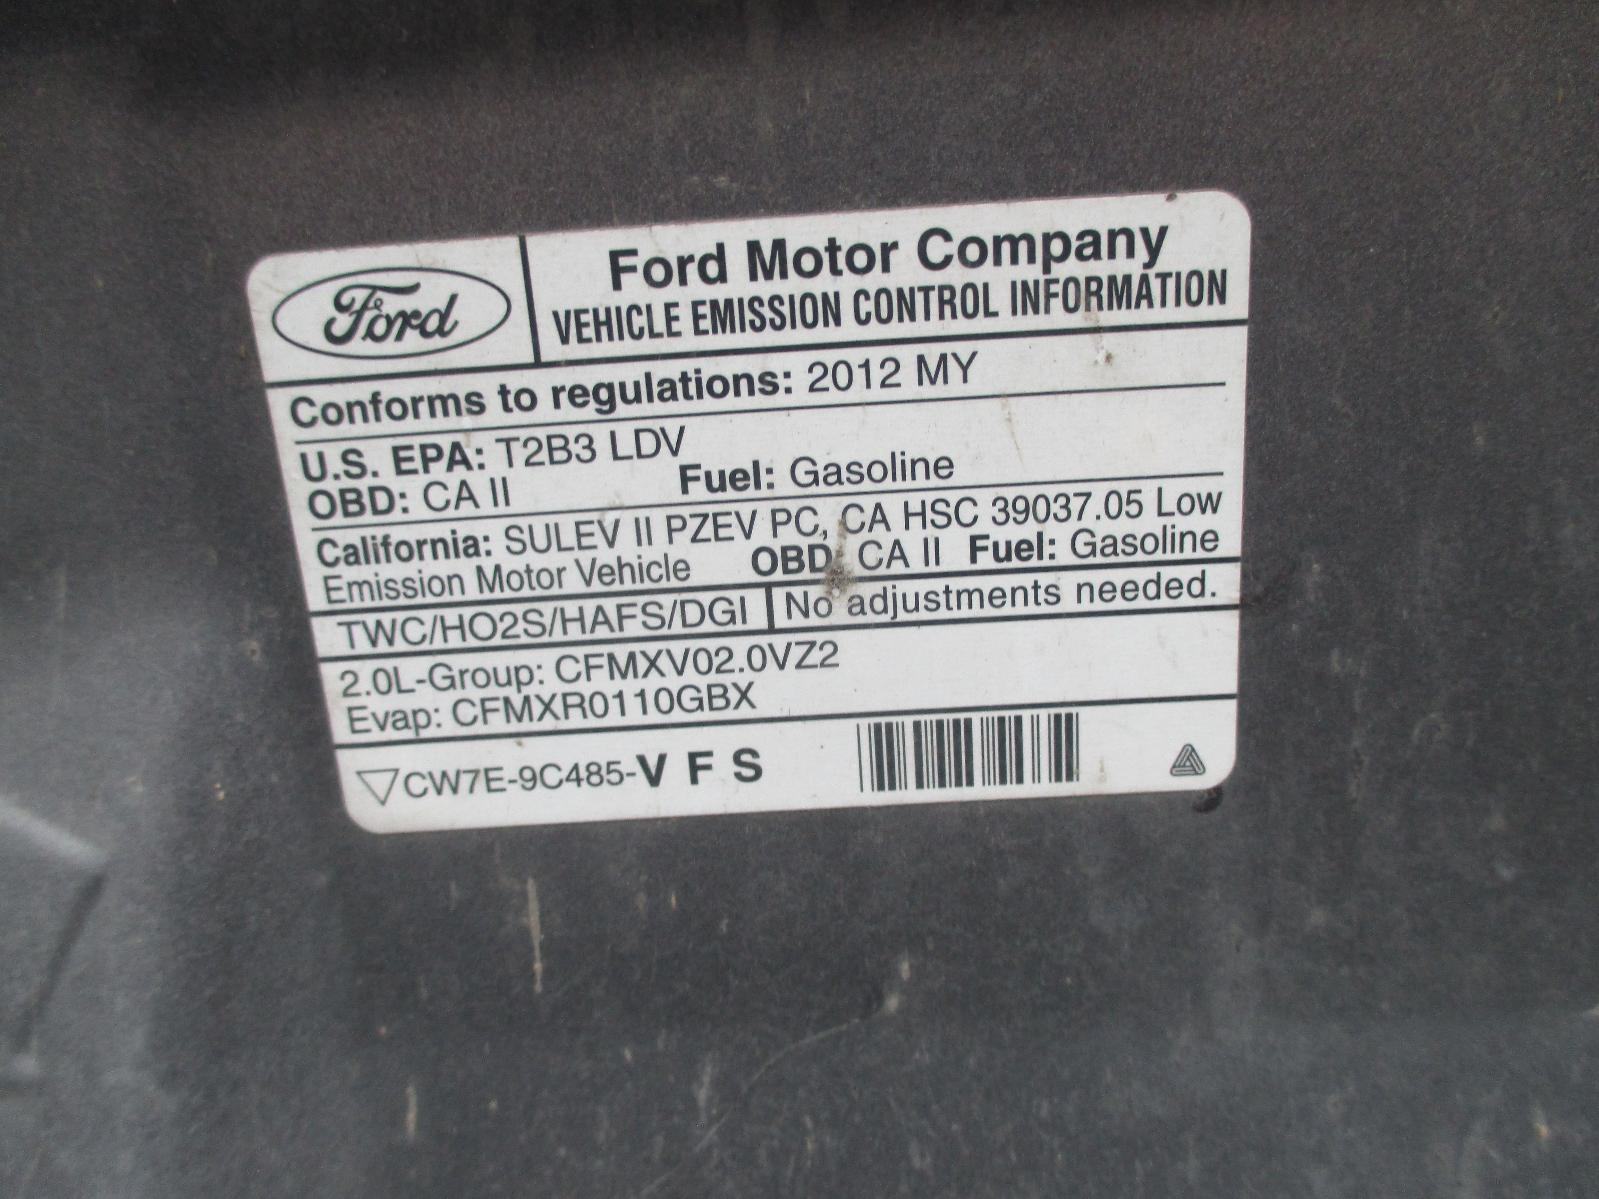 Ford
Ford Motor Company
VEHICLE EMISSION CONTROL INFORMATION
Conforms to regulations: 2012 MY
U.S. EPA: T2B3 LDV
OBD: CA II Fuel: Gasoline
California: SULEV II PZEV PC, CA HSC 39037.05 Low
Emission Motor Vehicle OBD: CA II Fuel: Gasoline
TWC/HO2S/HAFS/DGI No adjustments needed.
2.0L-Group: CFMXV02.0VZ2
Evap: CFMXR0110GBX
CW7E-9C485-V F S